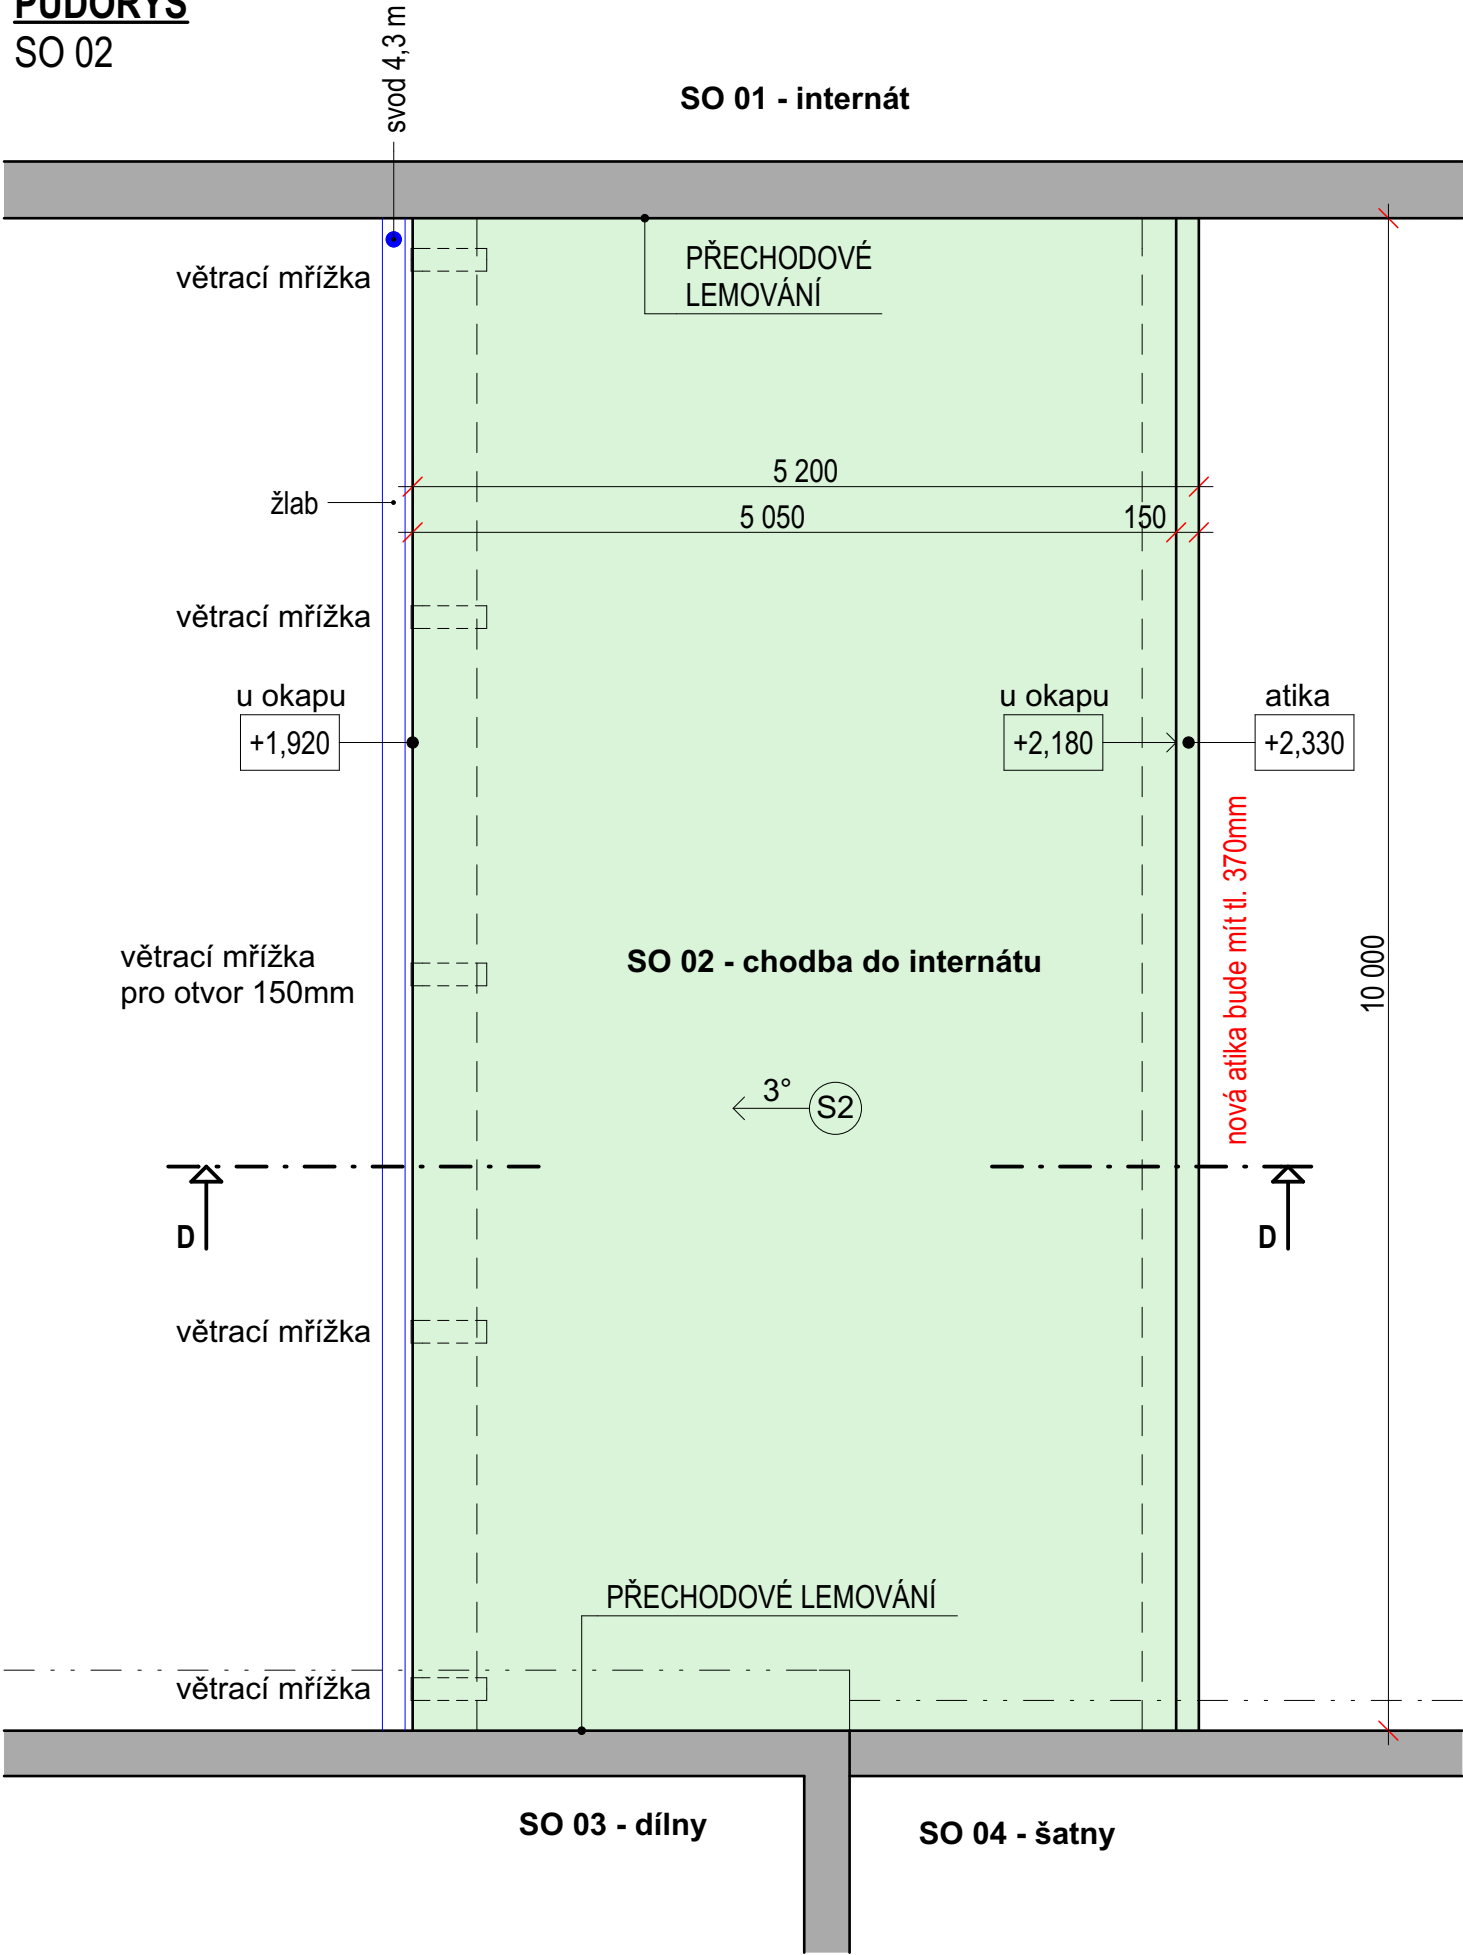 PŮDORYS
SO 02
svod 4,3 m
SO 01 - internát
větrací mřížka
PŘECHODOVÉ
LEMOVÁNÍ
5 200
žlab
5 050
150
větrací mřížka
u okapu
+1,920
u okapu
+2,180
atika
+2,330
nová atika bude mít tl. 370mm
10 000
větrací mřížka
pro otvor 150mm
SO 02 - chodba do internátu
3°
S2
D
D
větrací mřížka
PŘECHODOVÉ LEMOVÁNÍ
větrací mřížka
SO 03 - dílny
SO 04 - šatny